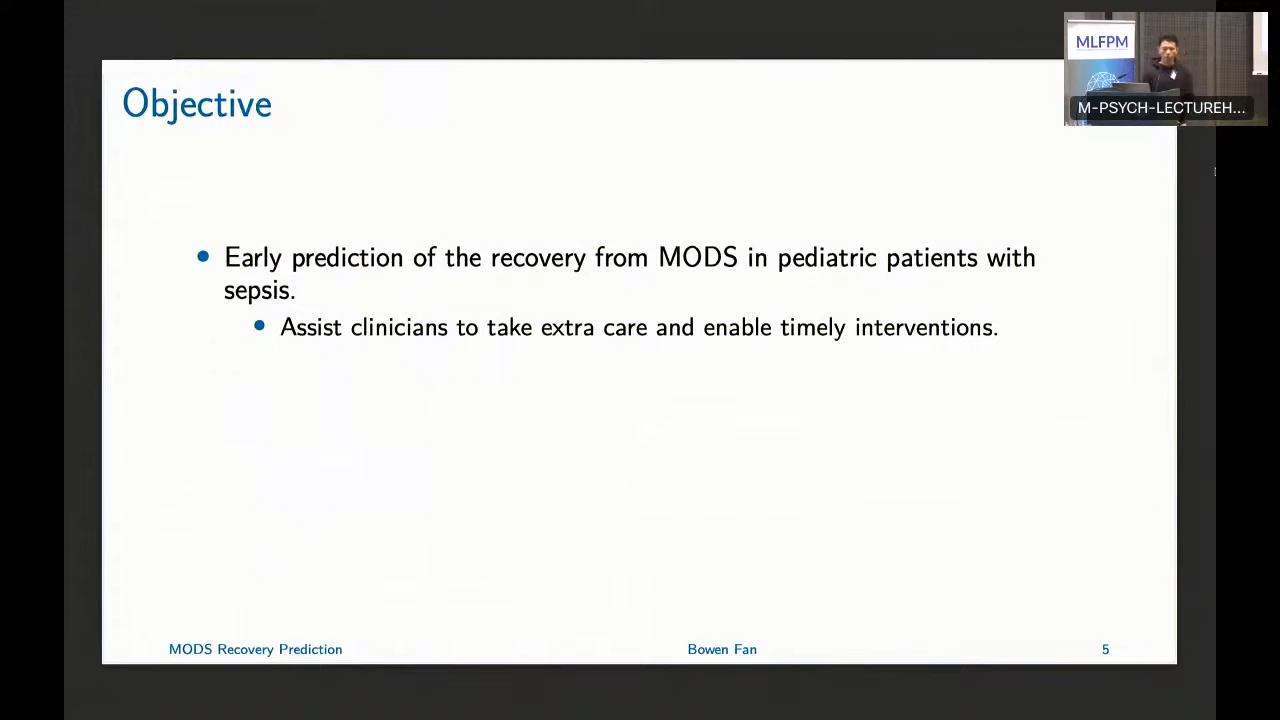 Objective
MLFPM
M-PSYCH-LECTUREH...
• Early prediction of the recovery from MODS in pediatric patients with
sepsis.
• Assist clinicians to take extra care and enable timely interventions.
MODS Recovery Prediction
Bowen Fan
5